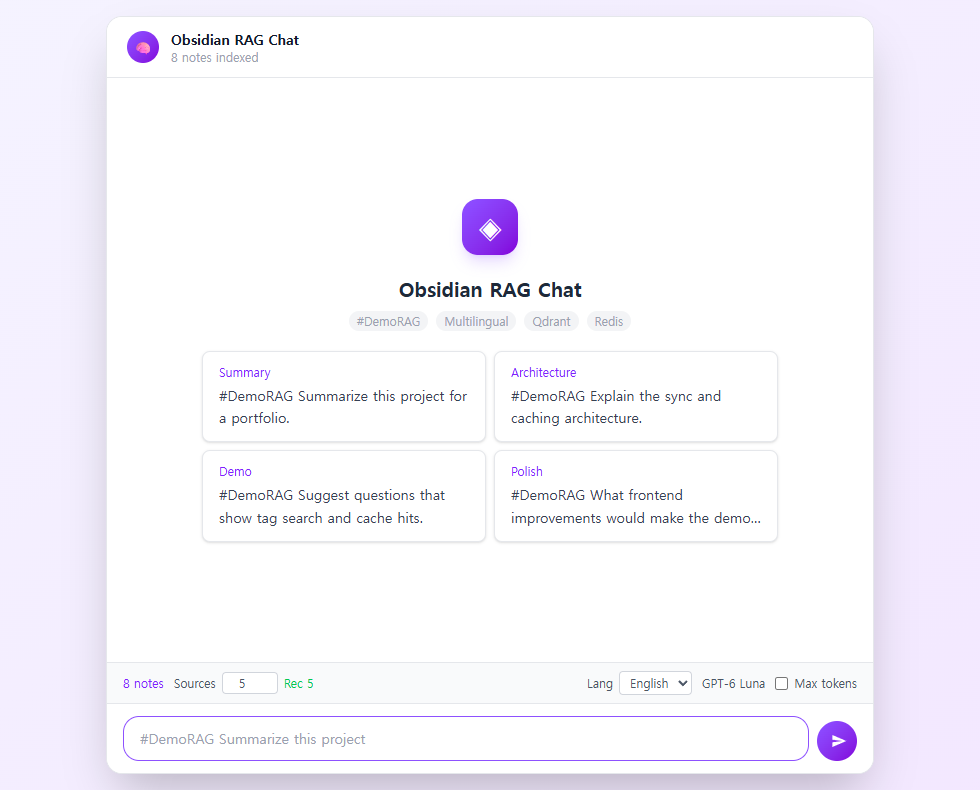 Obsidian RAG Chat
8 notes indexed
Obsidian RAG Chat
#DemoRAG Multilingual Qdrant Redis
Summary
#DemoRAG Summarize this project for
a portfolio.
Architecture
#DemoRAG Explain the sync and
caching architecture.
Demo
#DemoRAG Suggest questions that
show tag search and cache hits.
Polish
#DemoRAG What frontend
improvements would make the demo...
8 notes Sources 5 Rec 5 Lang English GPT-6 Luna Max tokens
#DemoRAG Summarize this project